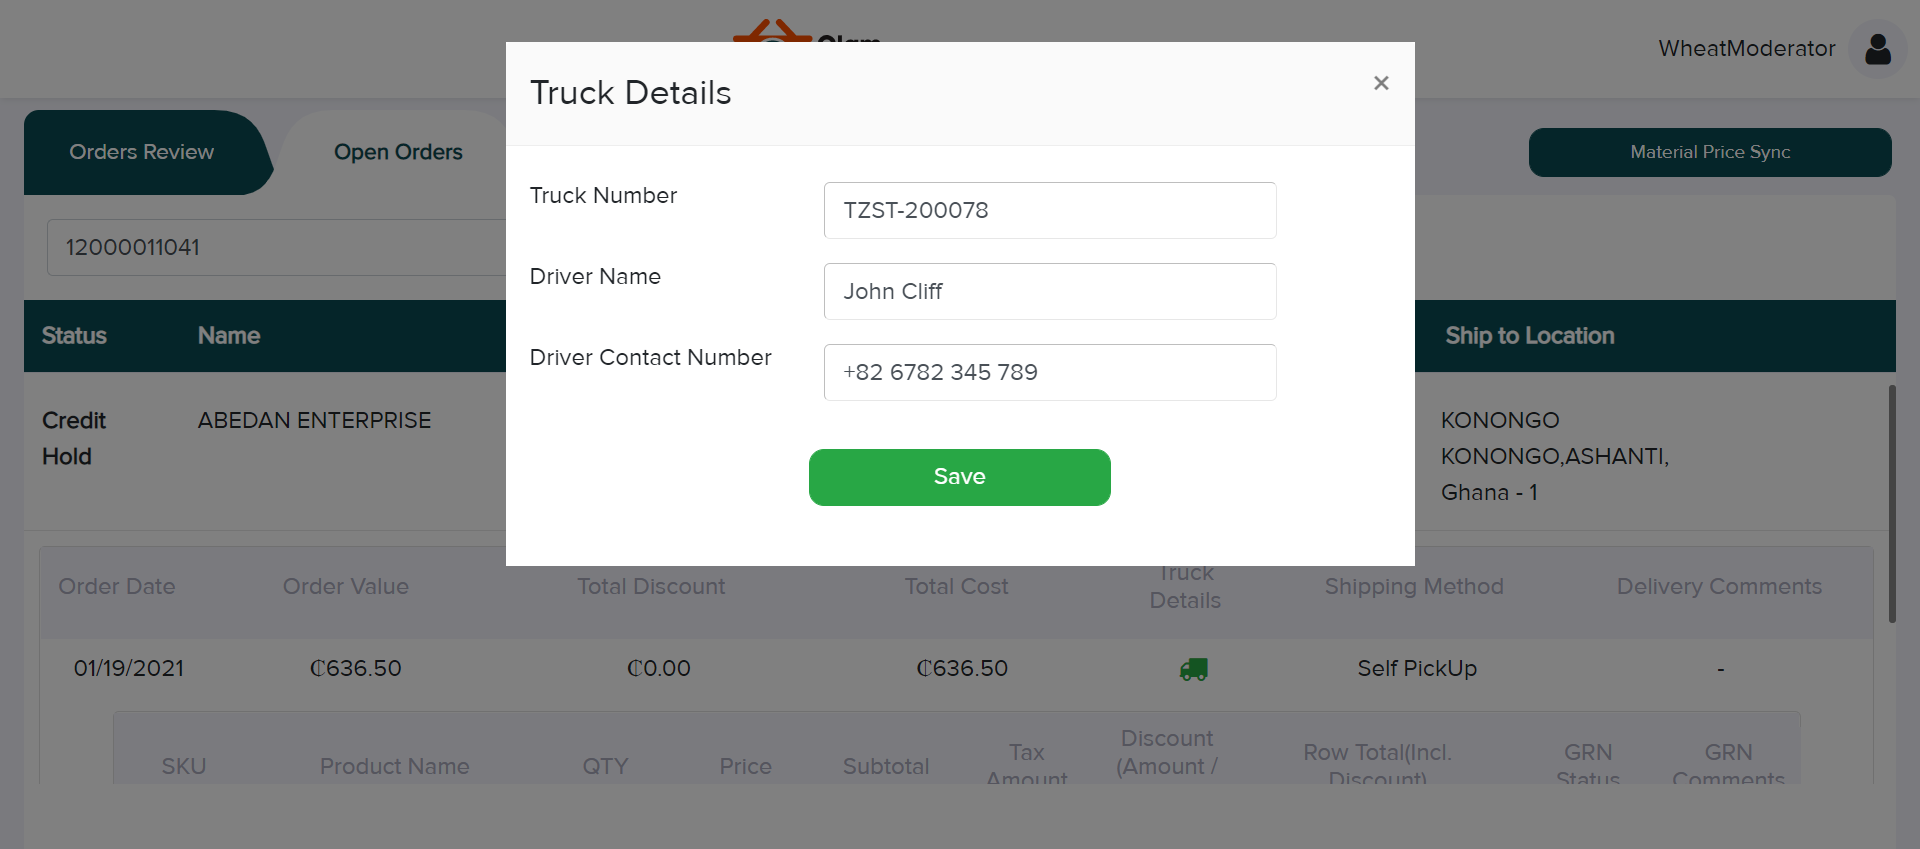 WheatModerator
Truck Details
×
Orders Review
Open Orders
Material Price Sync
Truck Number
TZST-200078
12000011041
Driver Name
John Cliff
Status
Name
Ship to Location
Driver Contact Number
+82 6782 345 789
Credit
Hold
ABEDAN ENTERPRISE
KONONGO
KONONGO,ASHANTI,
Ghana - 1
Save
Order Date
Order Value
Total Discount
Total Cost
Truck
Details
Shipping Method
Delivery Comments
01/19/2021
₵636.50
₵0.00
₵636.50
Self PickUp
-
SKU
Product Name
QTY
Price
Subtotal
Tax
Amount
Discount
(Amount /
Row Total(Incl.
Discount)
GRN
Status
GRN
Comments